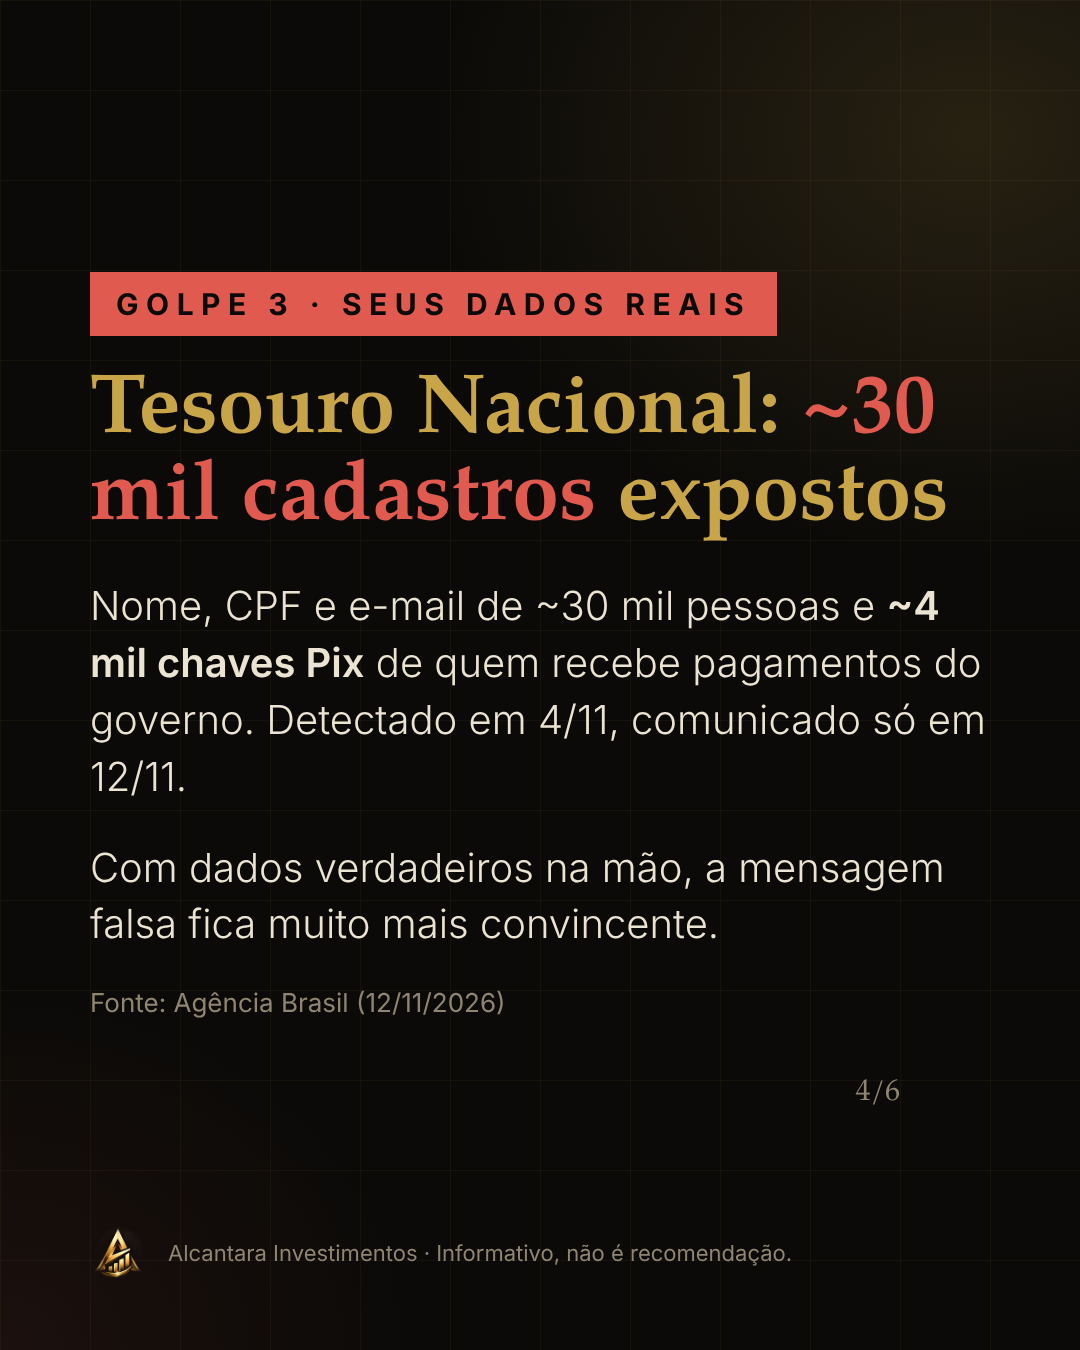 GOLPE 3 · SEUS DADOS REAIS
Tesouro Nacional: ~30
mil cadastros expostos
Nome, CPF e e-mail de ~30 mil pessoas e ~4
mil chaves Pix de quem recebe pagamentos do
governo. Detectado em 4/11, comunicado só em
12/11.
Com dados verdadeiros na mão, a mensagem
falsa fica muito mais convincente.
Fonte: Agência Brasil (12/11/2026)
4/6
Alcantara Investimentos · Informativo, não é recomendação.